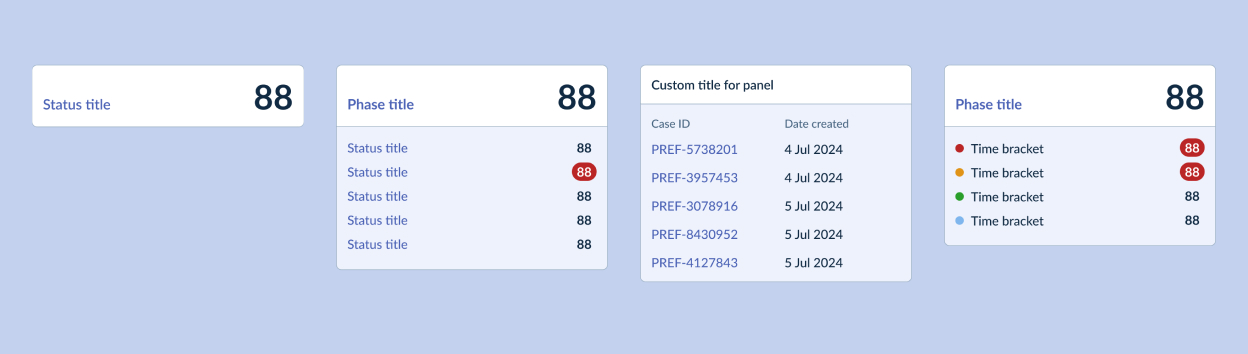 Status title 88
Phase title 88
Status title 88
Status title 88
Status title 88
Status title 88
Status title 88
Custom title for panel
Case ID Date created
PREF-5738201 4 Jul 2024
PREF-3957453 4 Jul 2024
PREF-3078916 5 Jul 2024
PREF-8430952 5 Jul 2024
PREF-4127843 5 Jul 2024
Phase title 88
Time bracket 88
Time bracket 88
Time bracket 88
Time bracket 88